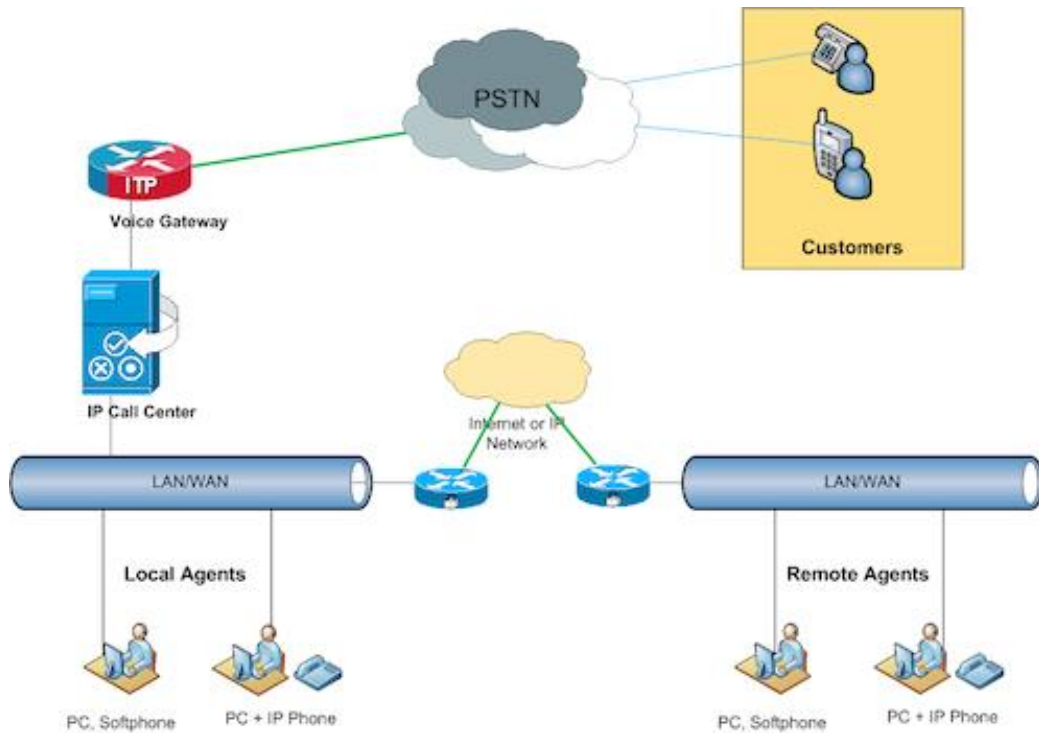 PSTN
ITP
Voice Gateway
Customers
IP Call Center
Internet or IP
Network
LAN/WAN
LAN/WAN
Local Agents
Remote Agents
PC, Softphone
PC + IP Phone
PC, Softphone
PC + IP Phone